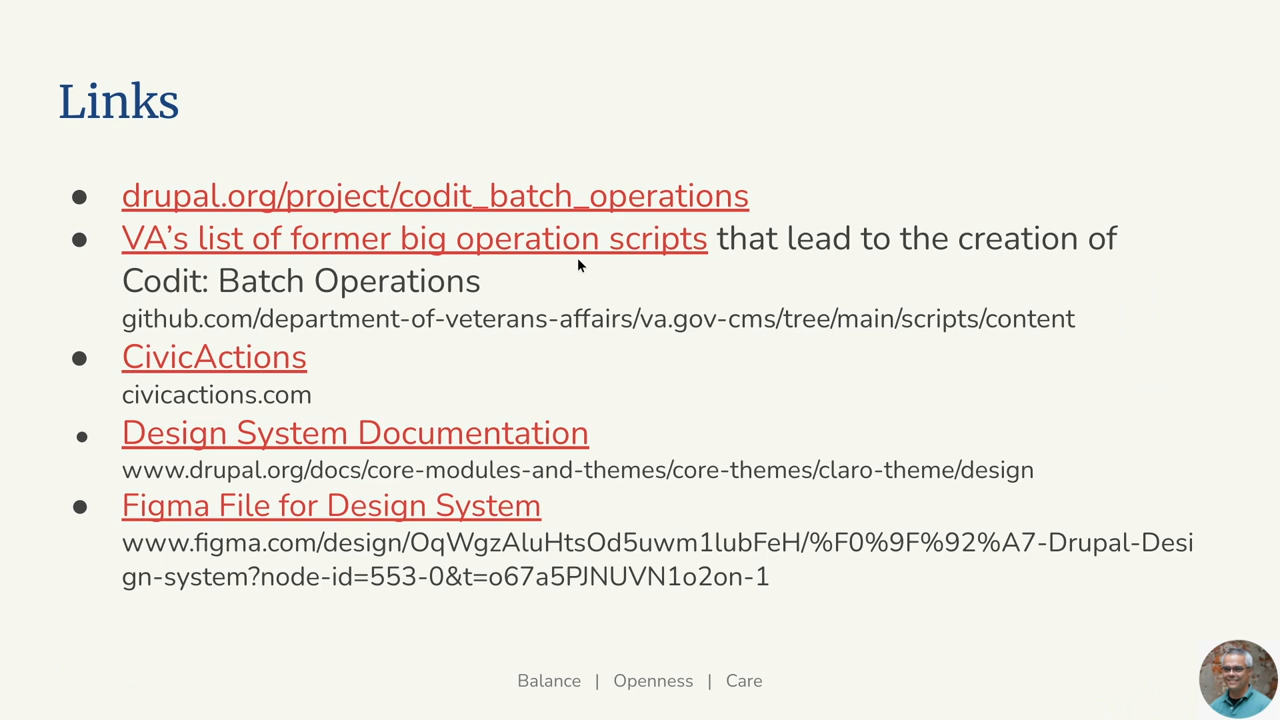 Links
● drupal.org/project/codit_batch_operations
● VA's list of former big operation scripts that lead to the creation of
Codit: Batch Operations
github.com/department-of-veterans-affairs/va.gov-cms/tree/main/scripts/content
● CivicActions
civicactions.com
● Design System Documentation
www.drupal.org/docs/core-modules-and-themes/core-themes/claro-theme/design
● Figma File for Design System
www.figma.com/design/OqWgzAluHtsOd5uwm1lubFeH/%F0%9F%92%A7-Drupal-Desi
gn-system?node-id=553-0&t=o67a5PJNUVN1o2on-1
Balance | Openness | Care